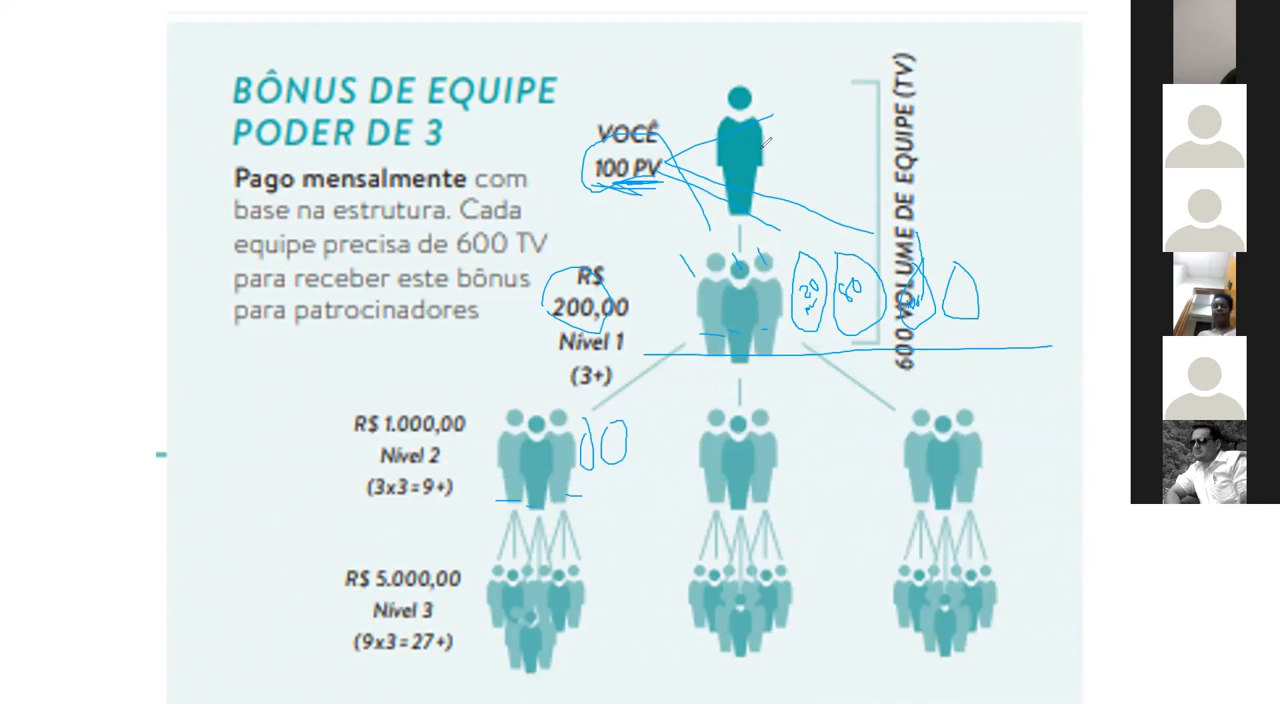 BÔNUS DE EQUIPE
PODER DE 3
Pago mensalmente com
base na estrutura. Cada
equipe precisa de 600 TV
para receber este bônus
para patrocinadores
VOCÊ
100 PV
600 VOLUME DE EQUIPE (TV)
R$
200,00
Nível 1
(3+)
20
80
R$ 1.000,00
Nível 2
(3x3=9+)
R$ 5.000,00
Nível 3
(9x3=27+)